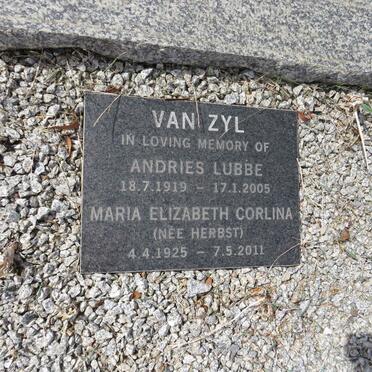 VAN ZYL
IN LOVING MEMORY OF
ANDRIES LUBBE
18.7.1919 - 17.1.2005
MARIA ELIZABETH CORLINA
(NÈE HERBST)
4.4.1925 - 7.5.2011